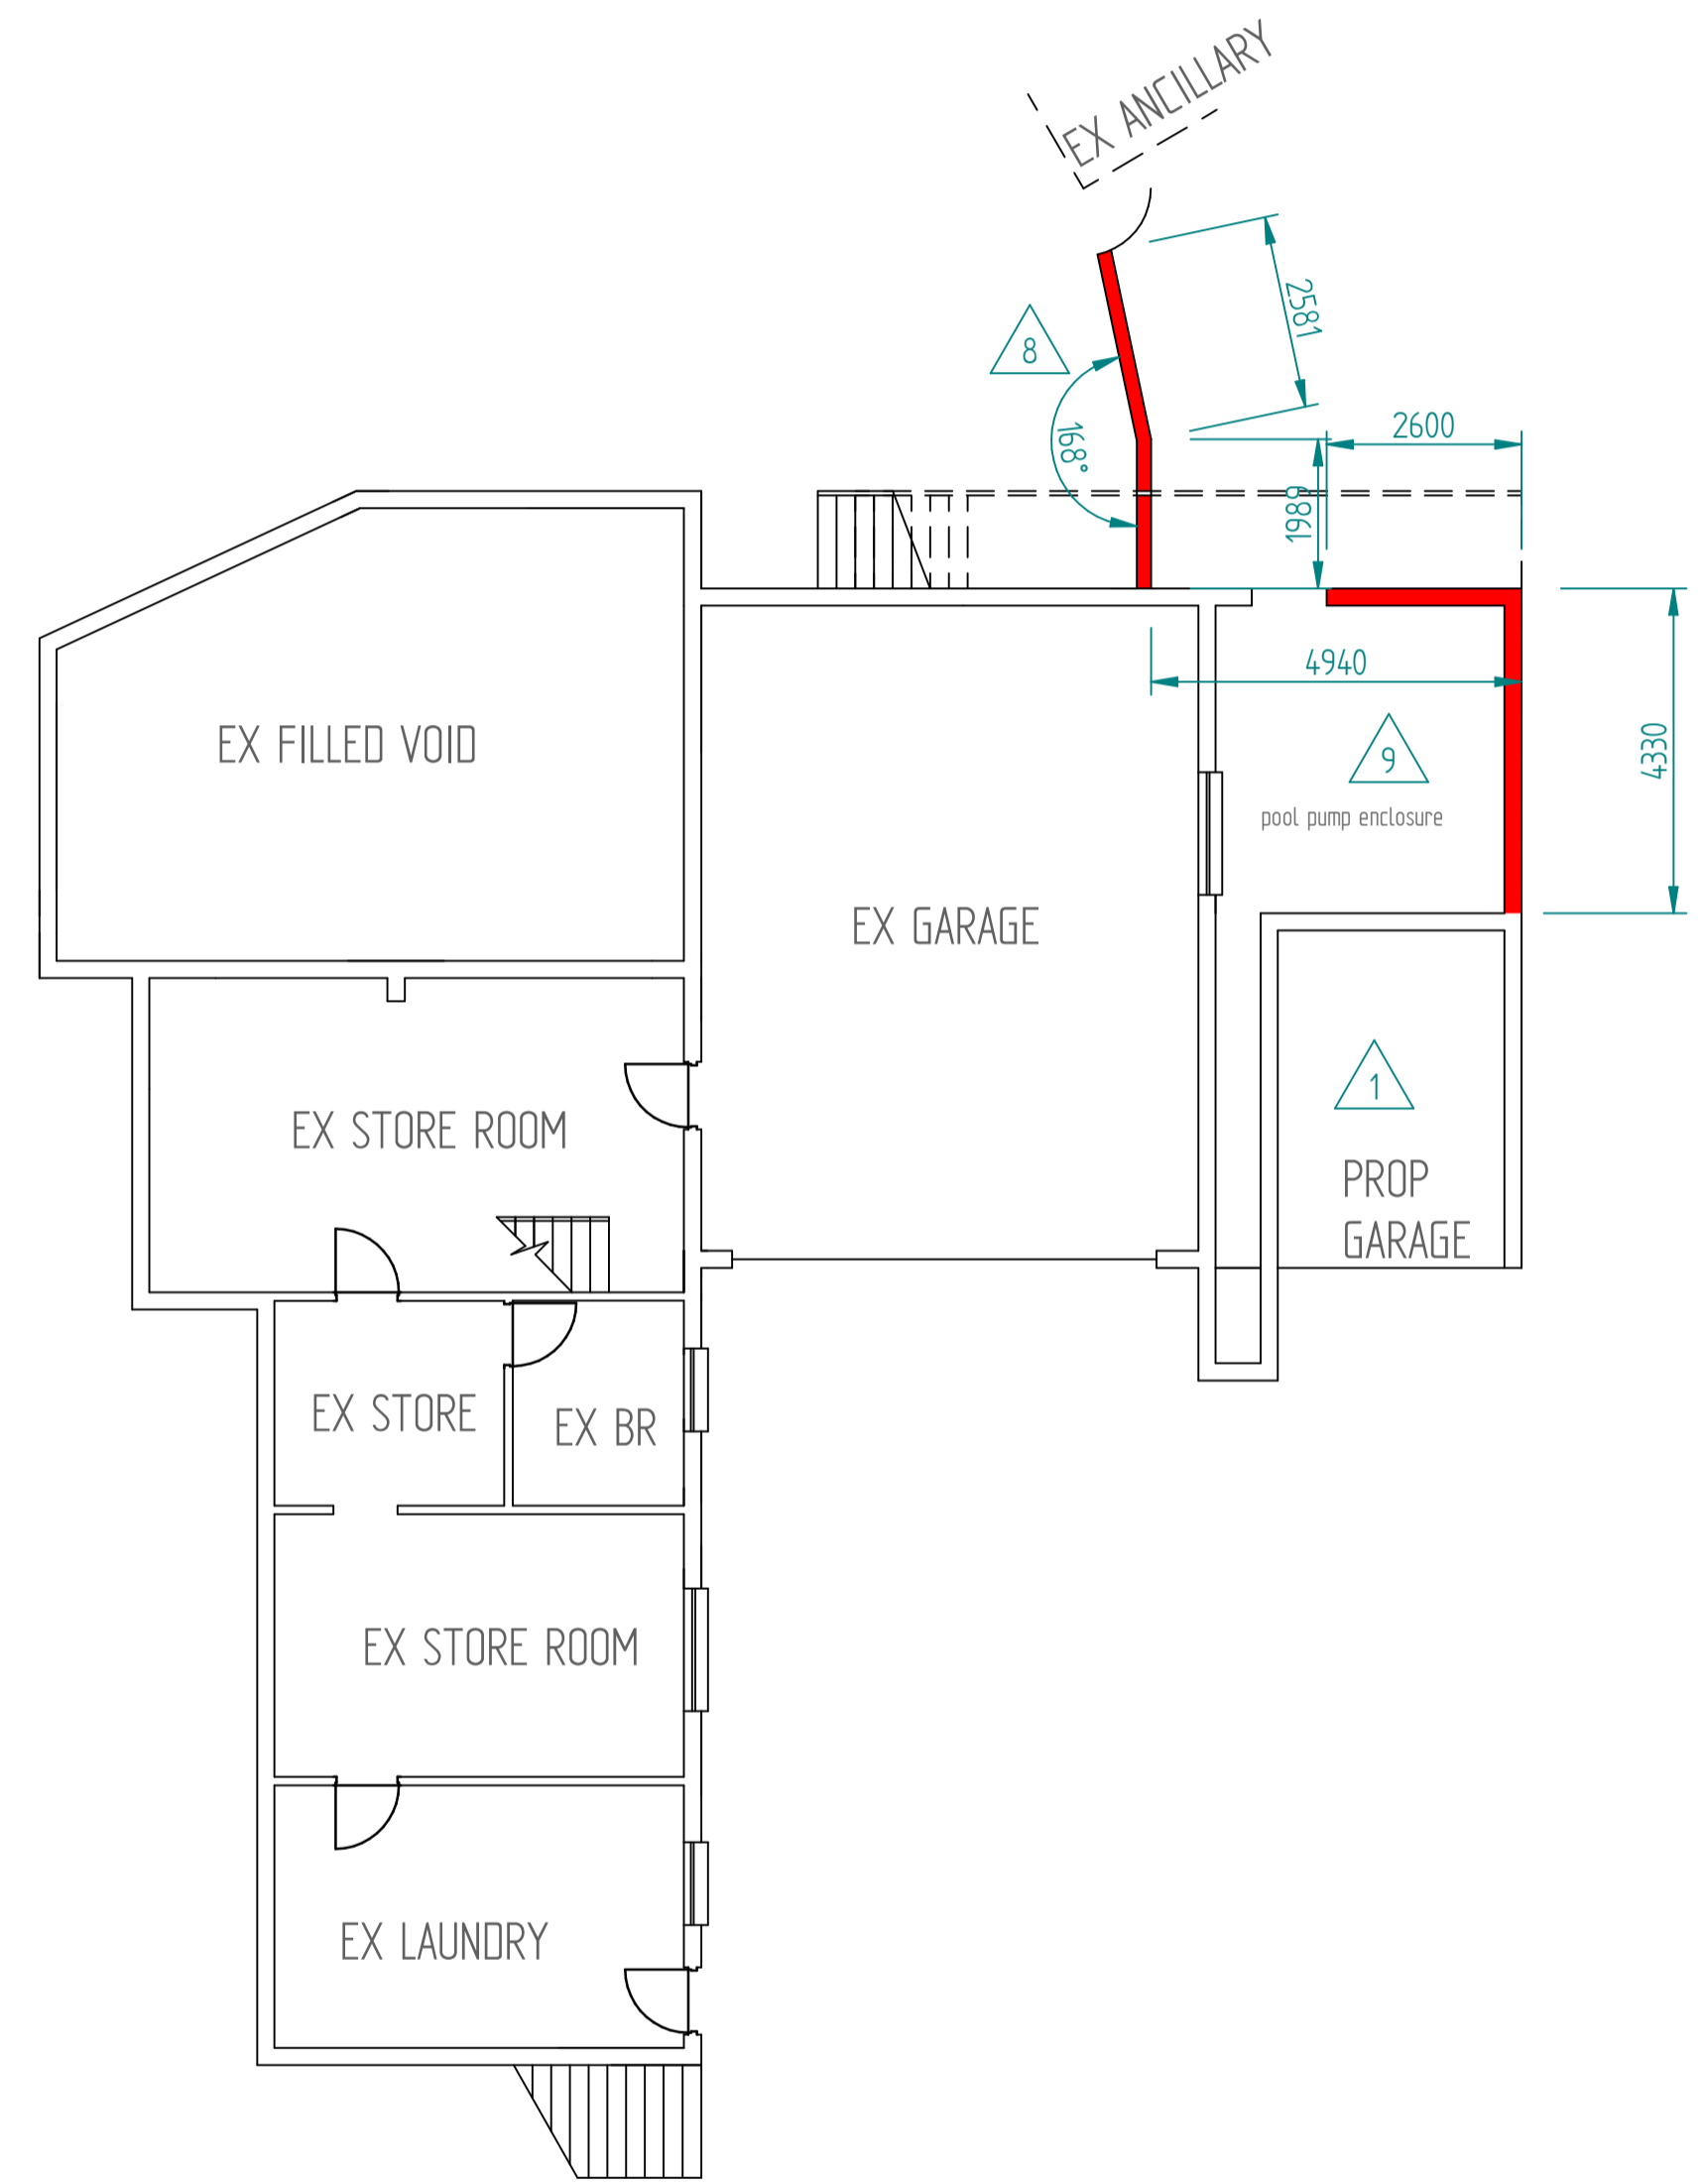 EX ANCILLARY
2581
8
168°
2600
1989
4940
4330
EX FILLED VOID
9
pool pump enclosure
EX GARAGE
1
EX STORE ROOM
PROP
GARAGE
EX STORE
EX BR
EX STORE ROOM
EX LAUNDRY